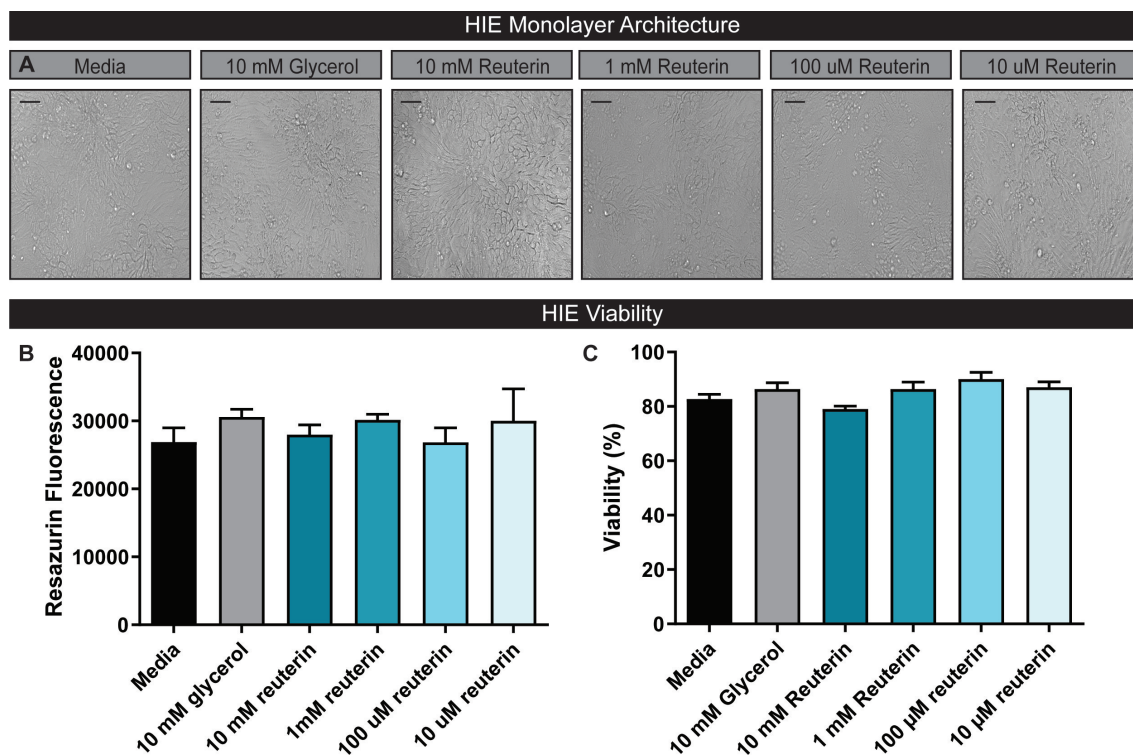 HIE Monolayer Architecture
A
Media
10 mM Glycerol
10 mM Reuterin
1 mM Reuterin
100 uM Reuterin
10 uM Reuterin
HIE Viability
B
Resazurin Fluorescence
40000
30000
20000
10000
0
Media
10 mM glycerol
10 mM reuterin
1mM reuterin
100 uM reuterin
10 uM reuterin
C
Viability (%)
100
80
60
40
20
0
Media
10 mM Glycerol
10 mM Reuterin
1 mM Reuterin
100 µM reuterin
10 µM reuterin